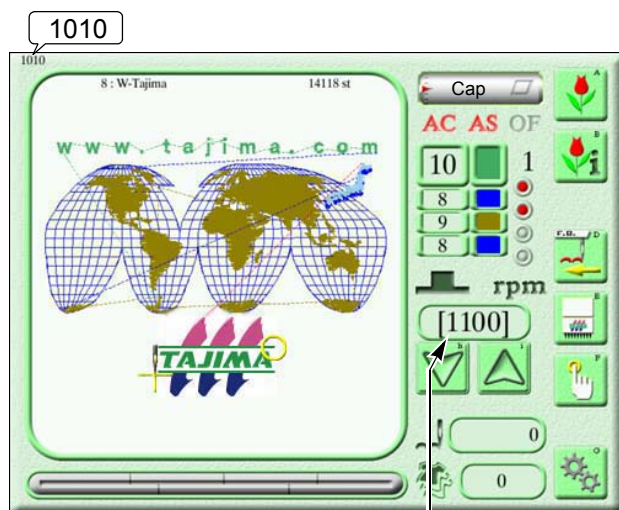 1010
1010
8 : W-Tajima 14118 st
Cap
www.tajima.com
AC AS OF
10 1
8
9
8
rpm
[1100]
TAJIMA
0
0
A
B
i
F.B. D
E
F
h
i
O